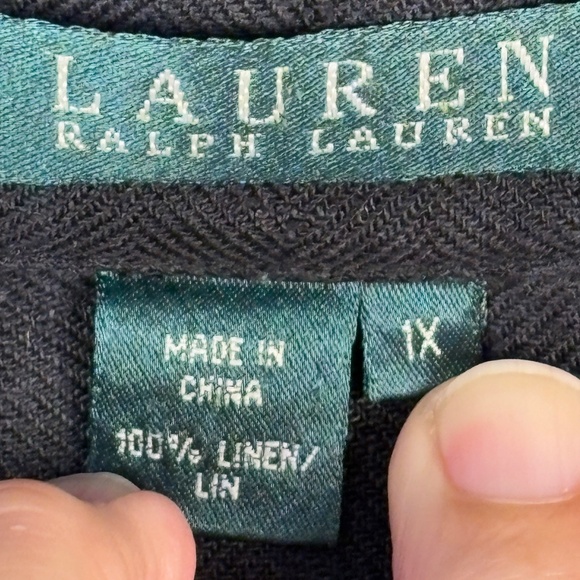 LAUREN
RALPH LAUREN
MADE IN
CHINA
1X
100% LINEN/
LIN